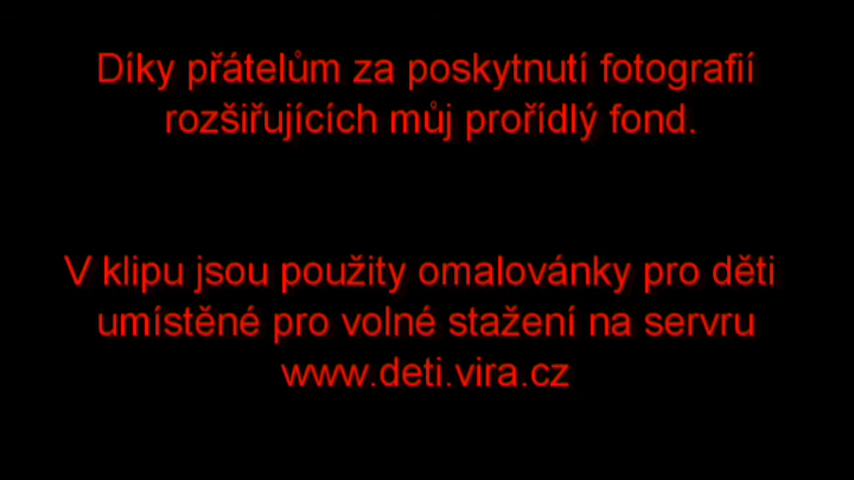 Díky přátelům za poskytnutí fotografií
rozšiřujících můj prořídlý fond.
V klipu jsou použity omalovánky pro děti
umístěné pro volné stažení na servru
www.deti.vira.cz